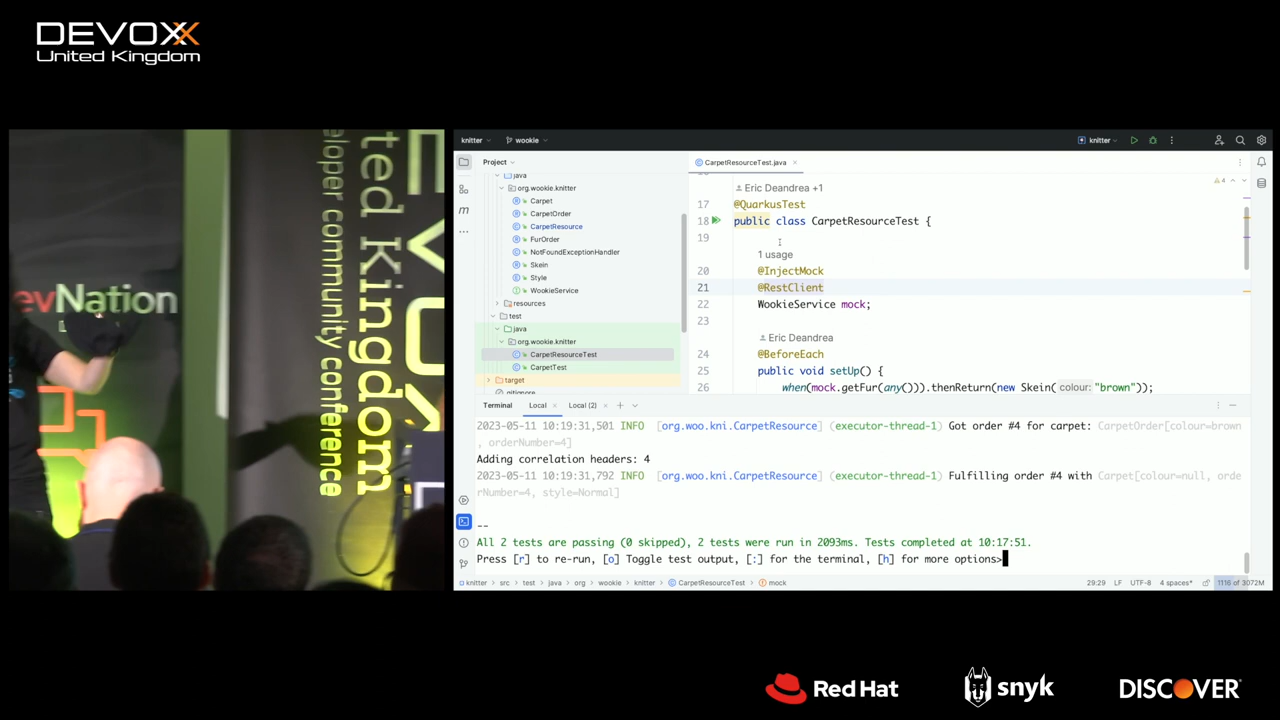 DEVOXX
United Kingdom
evNation
ted Kingdom
eloper community conference
knitter
wookie
knitter
Project
CarpetResourceTest.java
java
org.wookie.knitter
Carpet
CarpetOrder
CarpetResource
FurOrder
NotFoundExceptionHandler
Skein
Style
WookieService
resources
test
java
org.wookie.knitter
CarpetResourceTest
CarpetTest
target
.gitignore
Eric Deandrea +1
4
17 @QuarkusTest
18 public class CarpetResourceTest {
19
1 usage
20 @InjectMock
21 @RestClient
22 WookieService mock;
23
Eric Deandrea
24 @BeforeEach
25 public void setUp() {
26 when(mock.getFur(any())).thenReturn(new Skein( colour: "brown"));
Terminal Local Local (2)
2023-05-11 10:19:31,501 INFO [org.woo.kni.CarpetResource] (executor-thread-1) Got order #4 for carpet: CarpetOrder[colour=brown
, orderNumber=4]
Adding correlation headers: 4
2023-05-11 10:19:31,792 INFO [org.woo.kni.CarpetResource] (executor-thread-1) Fulfilling order #4 with Carpet[colour=null, orde
rNumber=4, style=Normal]
--
All 2 tests are passing (0 skipped), 2 tests were run in 2093ms. Tests completed at 10:17:51.
Press [r] to re-run, [o] Toggle test output, [:] for the terminal, [h] for more options>
knitter > src > test > java > org > wookie > knitter > CarpetResourceTest > mock
29:29 LF UTF-8 4 spaces* 1116 of 3072M
Red Hat
snyk
DISCOVER